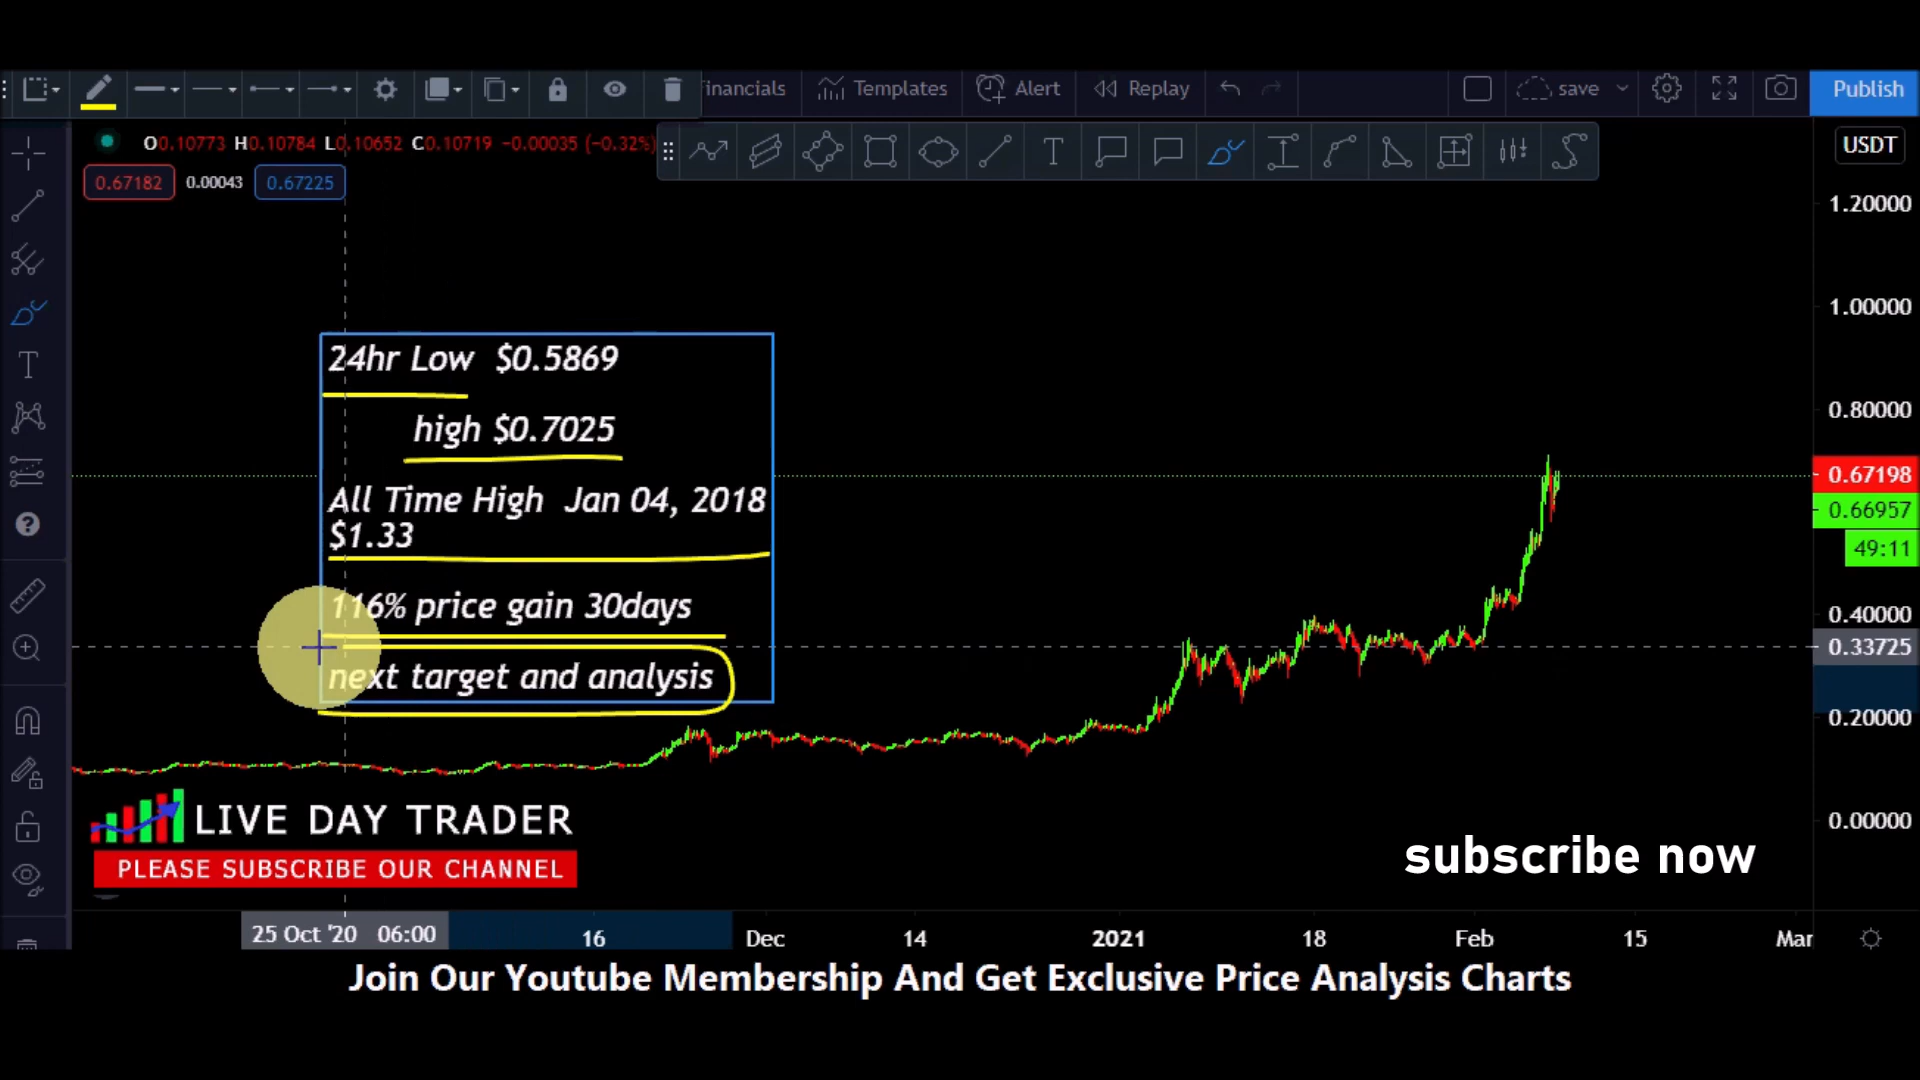 inancials Templates Alert Replay save Publish
O0.10773 H0.10784 L0.10652 C0.10719 -0.00035 (-0.32%)
USDT
0.67182 0.00043 0.67225
1.20000
1.00000
0.80000
0.67198
0.66957
49:11
0.40000
0.33725
0.20000
0.00000
24hr Low $0.5869
high $0.7025
All Time High Jan 04, 2018
$1.33
116% price gain 30days
next target and analysis
LIVE DAY TRADER
PLEASE SUBSCRIBE OUR CHANNEL
subscribe now
25 Oct '20 06:00 16 Dec 14 2021 18 Feb 15 Mar
Join Our Youtube Membership And Get Exclusive Price Analysis Charts